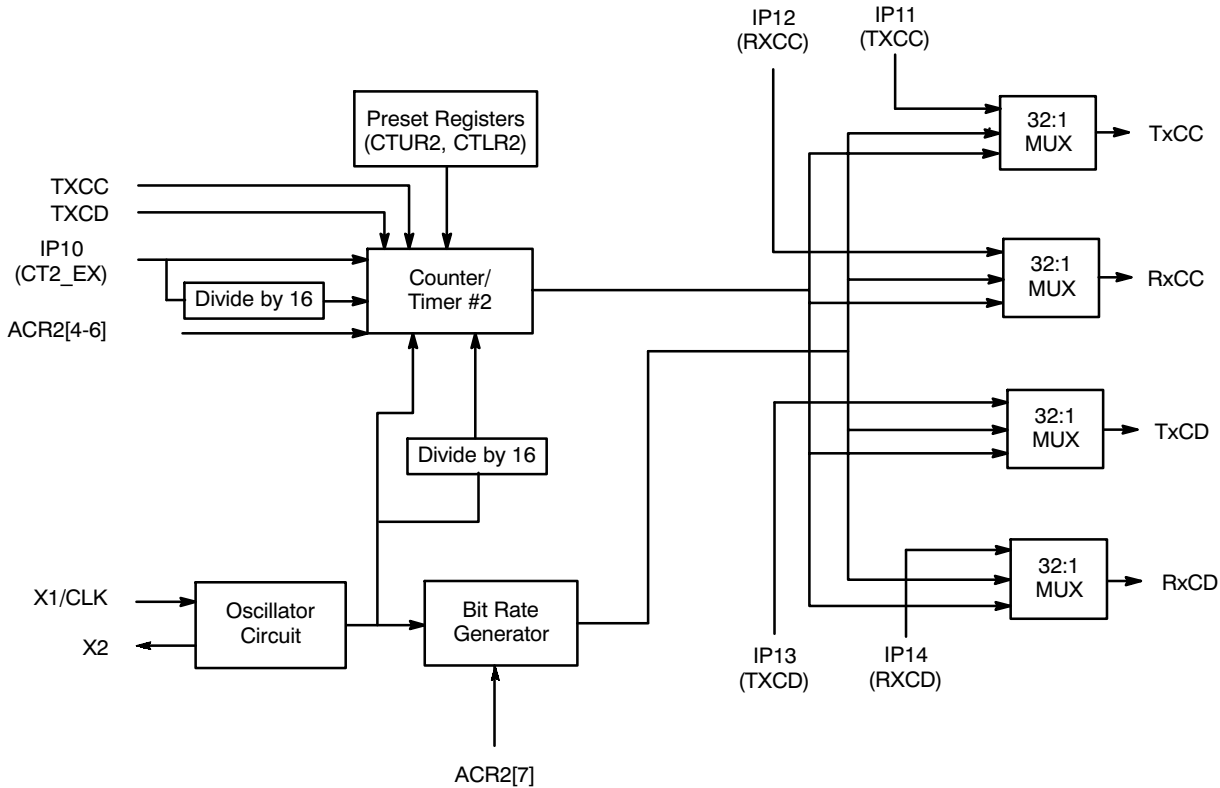 IP12
(RXCC)
IP11
(TXCC)
Preset Registers
(CTUR2, CTLR2)
32:1
MUX
TxCC
TXCC
TXCD
IP10
(CT2_EX)
Divide by 16
ACR2[4-6]
Counter/
Timer #2
32:1
MUX
RxCC
Divide by 16
32:1
MUX
TxCD
X1/CLK
X2
Oscillator
Circuit
Bit Rate
Generator
32:1
MUX
RxCD
IP13
(TXCD)
IP14
(RXCD)
ACR2[7]